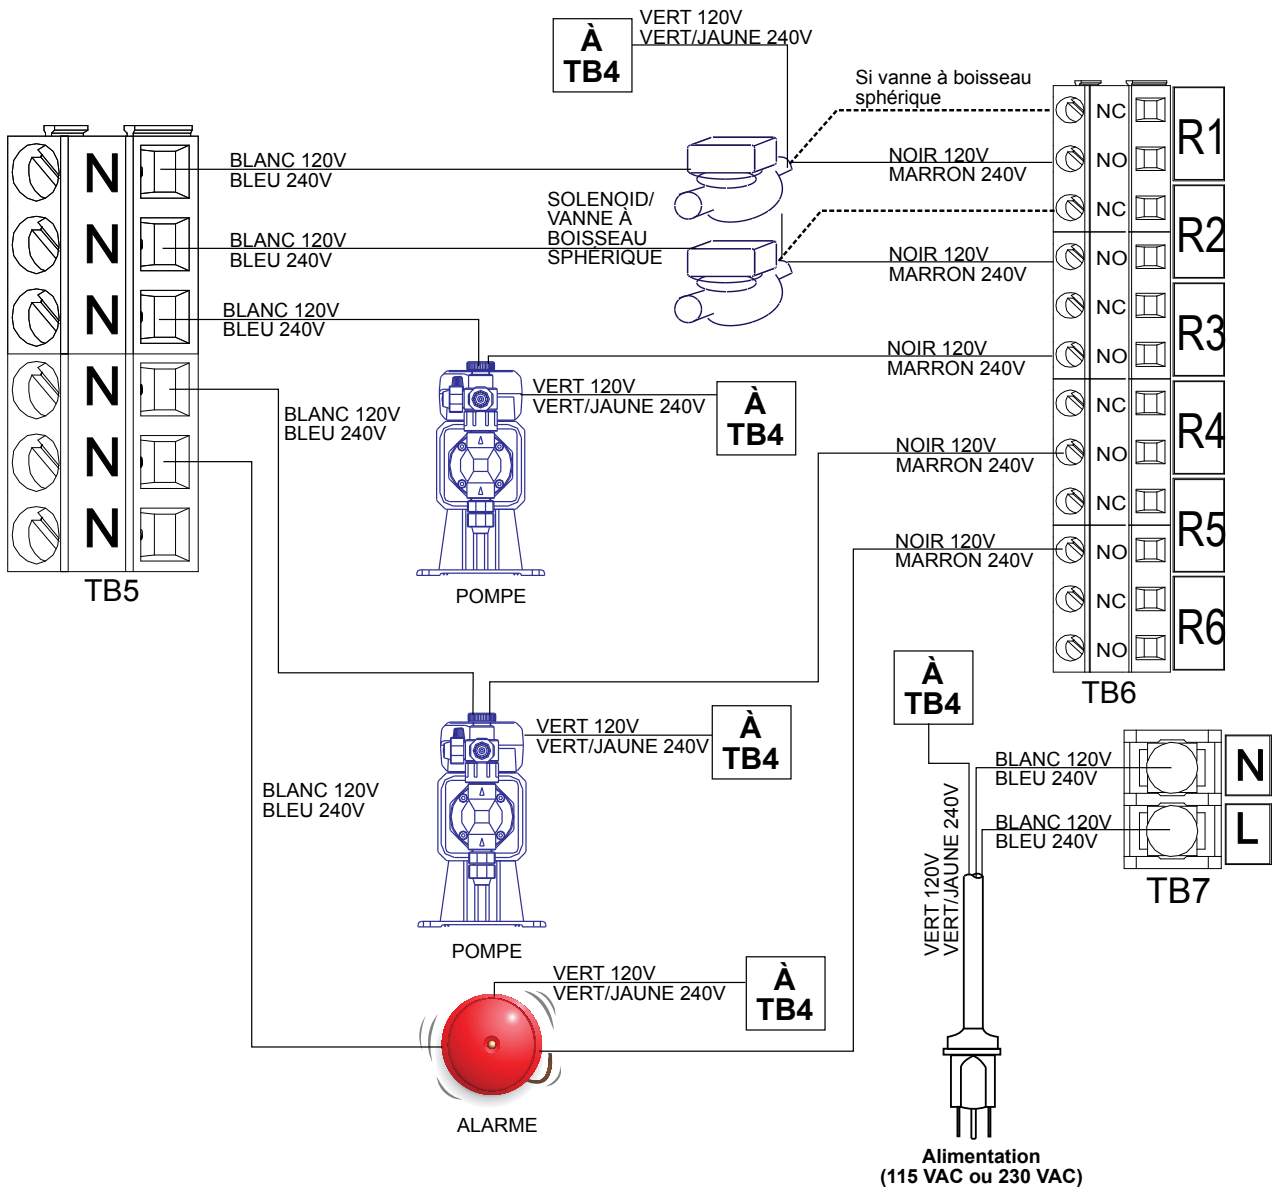 VERT 120V
VERT/JAUNE 240V
À
TB4
Si vanne à boisseau
sphérique
N
BLANC 120V
BLEU 240V
NOIR 120V
MARRON 240V
NC
R1
NO
SOLENOID/
VANNE À
BOISSEAU
SPHÉRIQUE
N
BLANC 120V
BLEU 240V
NOIR 120V
MARRON 240V
NC
R2
NO
N
BLANC 120V
BLEU 240V
NOIR 120V
MARRON 240V
NC
R3
NO
VERT 120V
VERT/JAUNE 240V
À
TB4
N
BLANC 120V
BLEU 240V
NOIR 120V
MARRON 240V
NC
R4
NO
N
N
NOIR 120V
MARRON 240V
NC
R5
NO
TB5
POMPE
NC
R6
NO
TB6
À
TB4
VERT 120V
VERT/JAUNE 240V
À
TB4
BLANC 120V
BLEU 240V
N
BLANC 120V
BLEU 240V
BLANC 120V
BLEU 240V
L
TB7
VERT 120V
VERT/JAUNE 240V
POMPE
VERT 120V
VERT/JAUNE 240V
À
TB4
ALARME
Alimentation
(115 VAC ou 230 VAC)